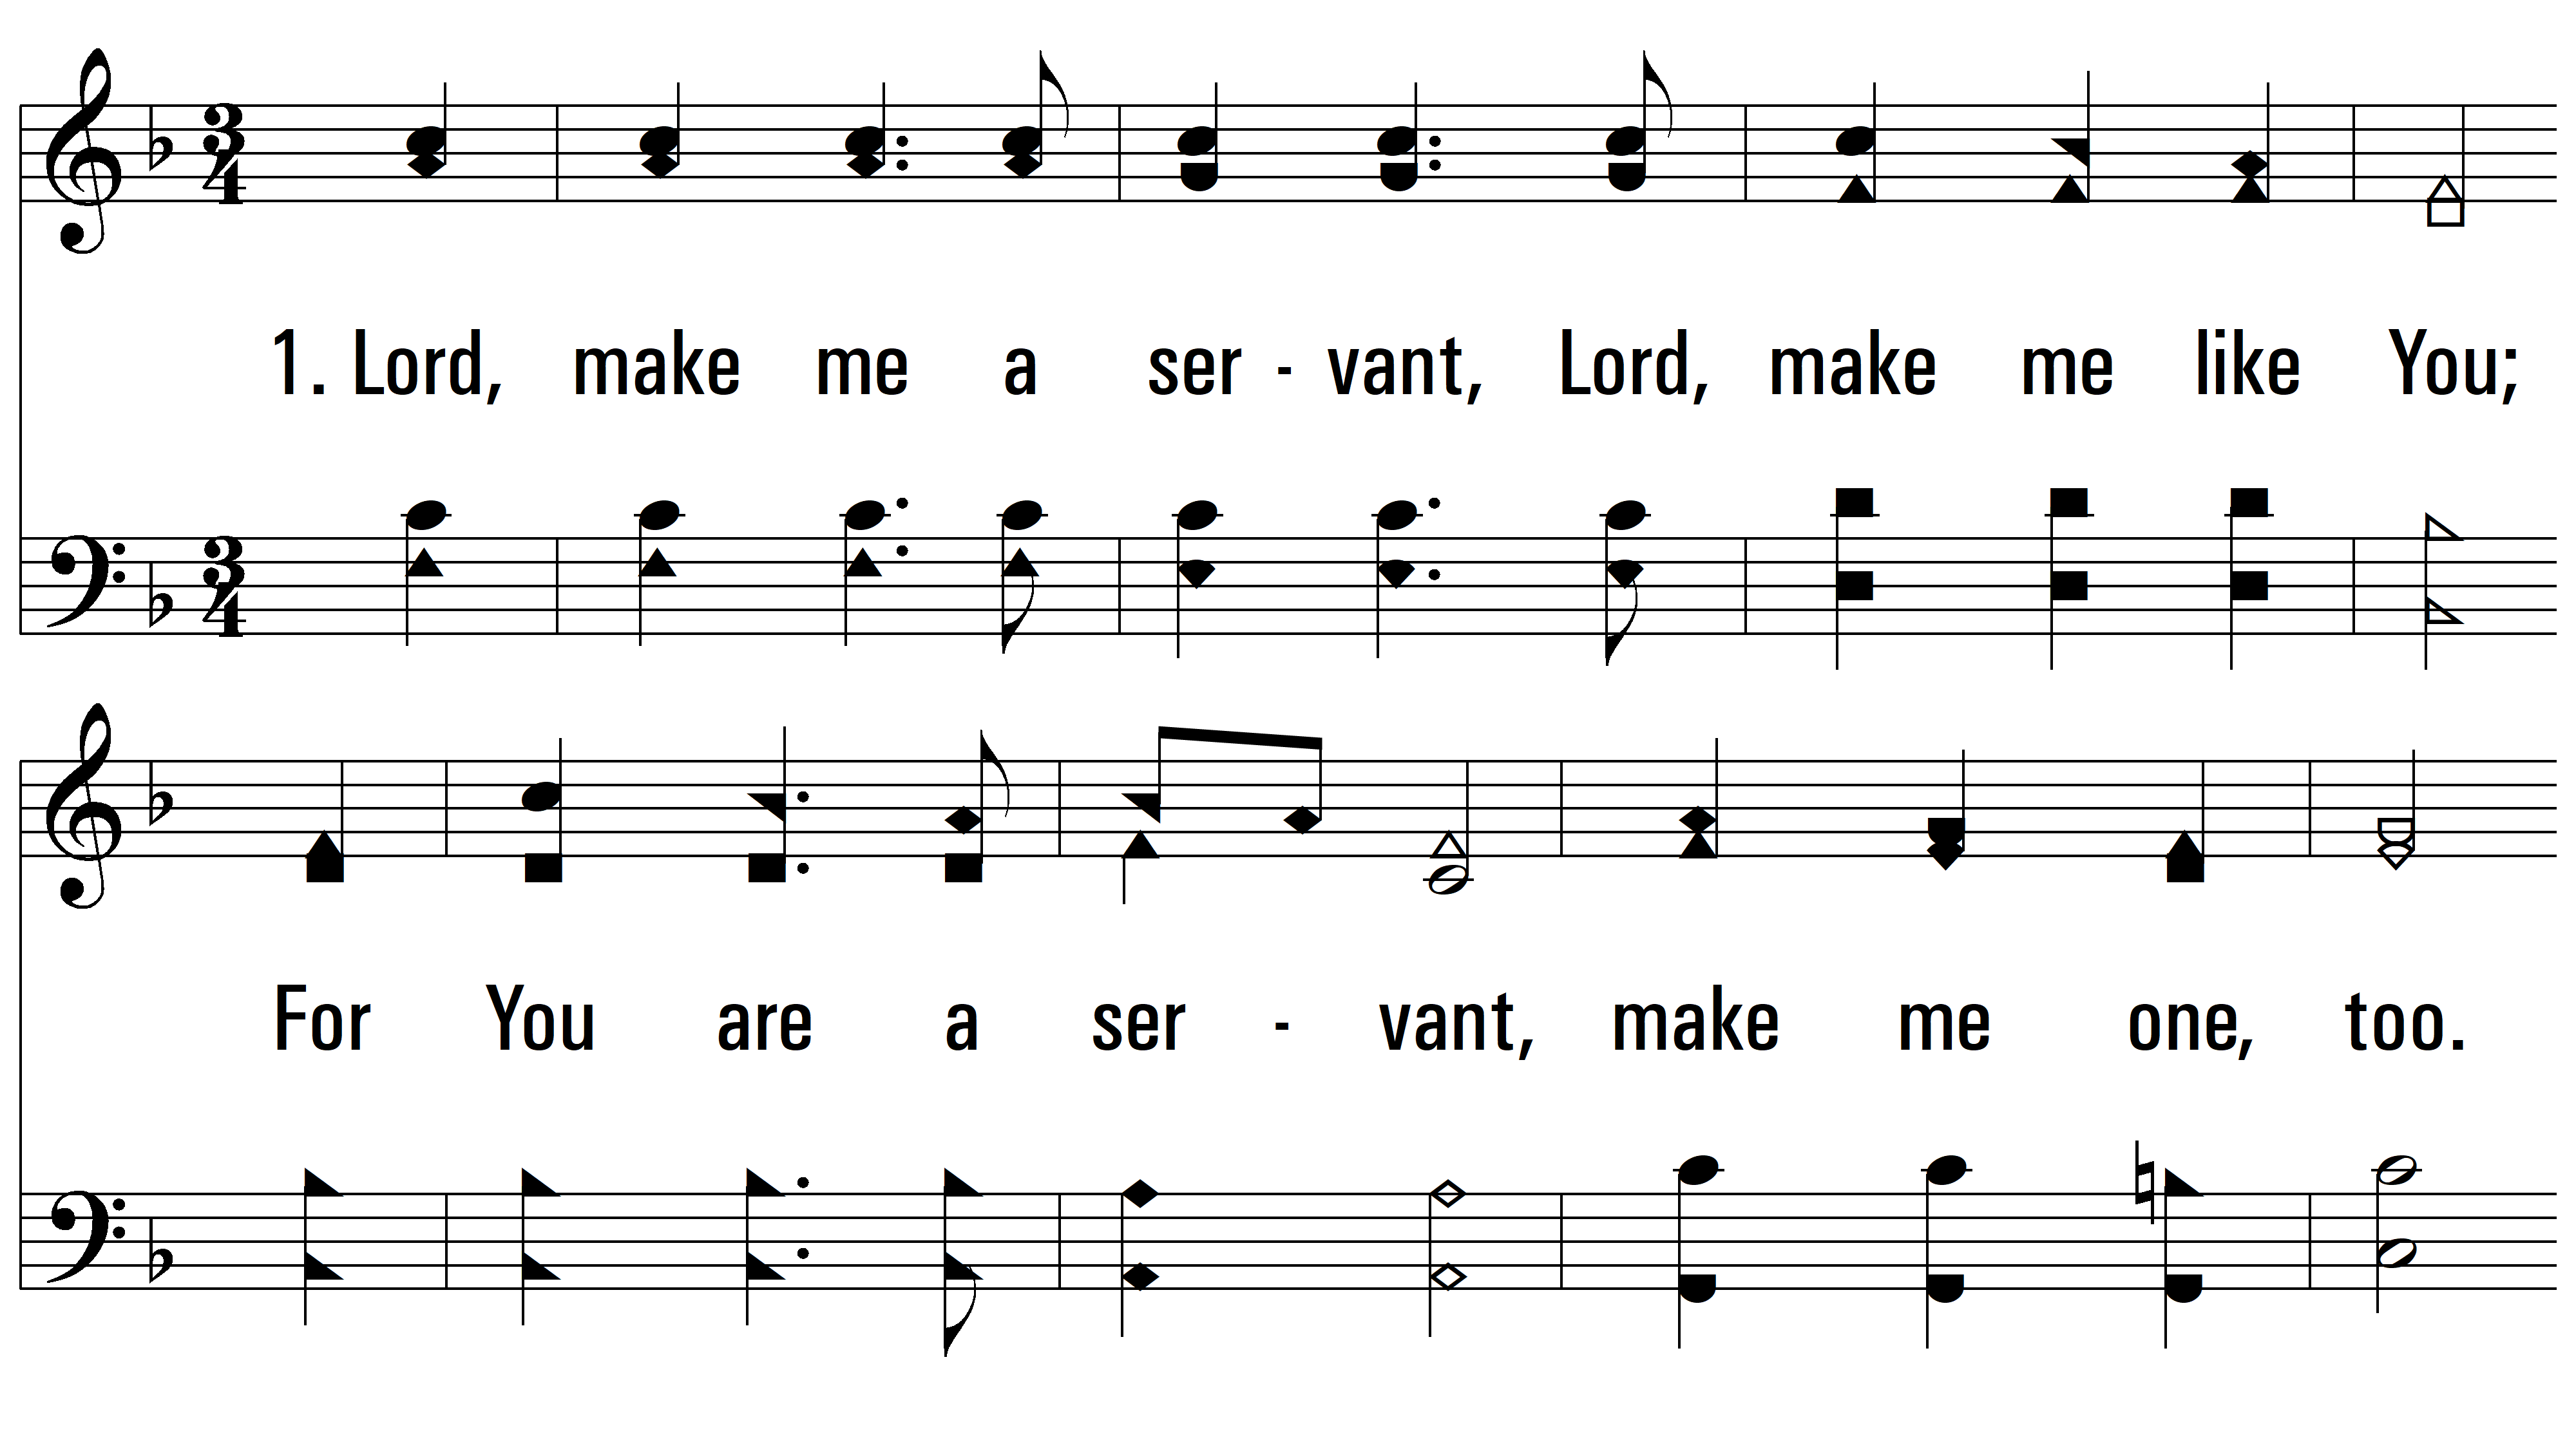 1. Lord, make me a ser - vant, Lord, make me like You;
For You are a ser - vant, make me one, too.